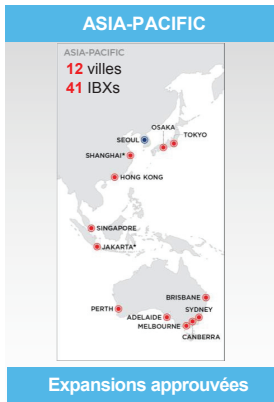 ASIA-PACIFIC
ASIA-PACIFIC
12 villes
41 IBXs
OSAKA
TOKYO
SEOUL
SHANGHAI*
HONG KONG
SINGAPORE
JAKARTA*
BRISBANE
PERTH
SYDNEY
ADELAIDE
MELBOURNE
CANBERRA
Expansions approuvées